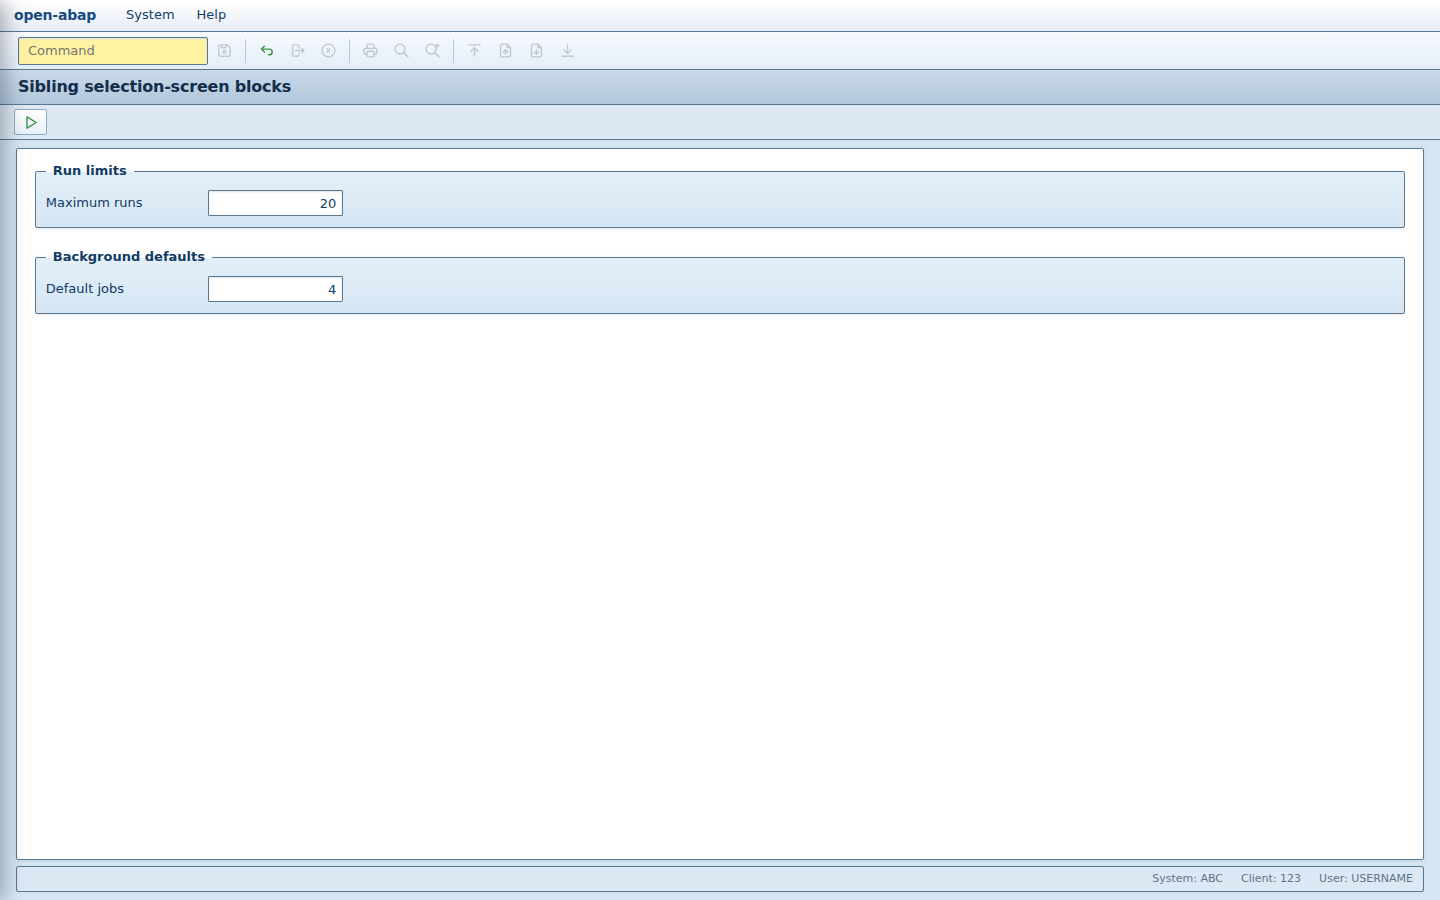 open-abap System Help
Command
Sibling selection-screen blocks
Run limits
Maximum runs 20
Background defaults
Default jobs 4
System: ABC Client: 123 User: USERNAME